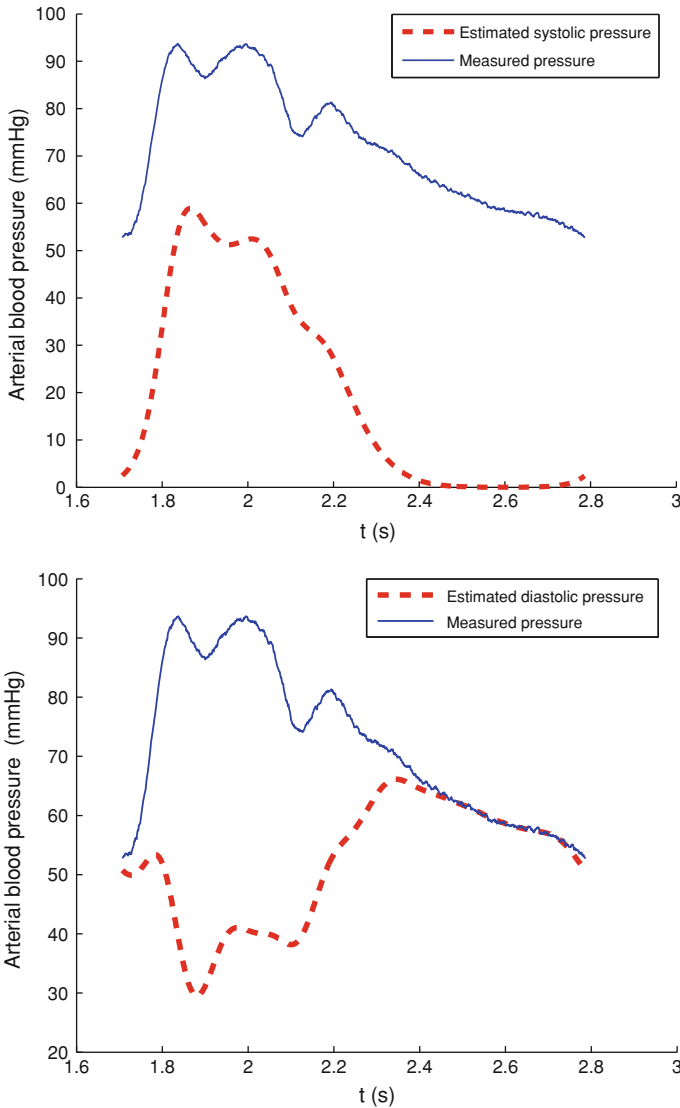 100
90
80
70
60
50
40
30
20
10
0
Arterial blood pressure (mmHg)
Estimated systolic pressure
Measured pressure
1.6 1.8 2 2.2 2.4 2.6 2.8 3
t (s)
100
90
80
70
60
50
40
30
20
Arterial blood pressure (mmHg)
Estimated diastolic pressure
Measured pressure
1.6 1.8 2 2.2 2.4 2.6 2.8 3
t (s)